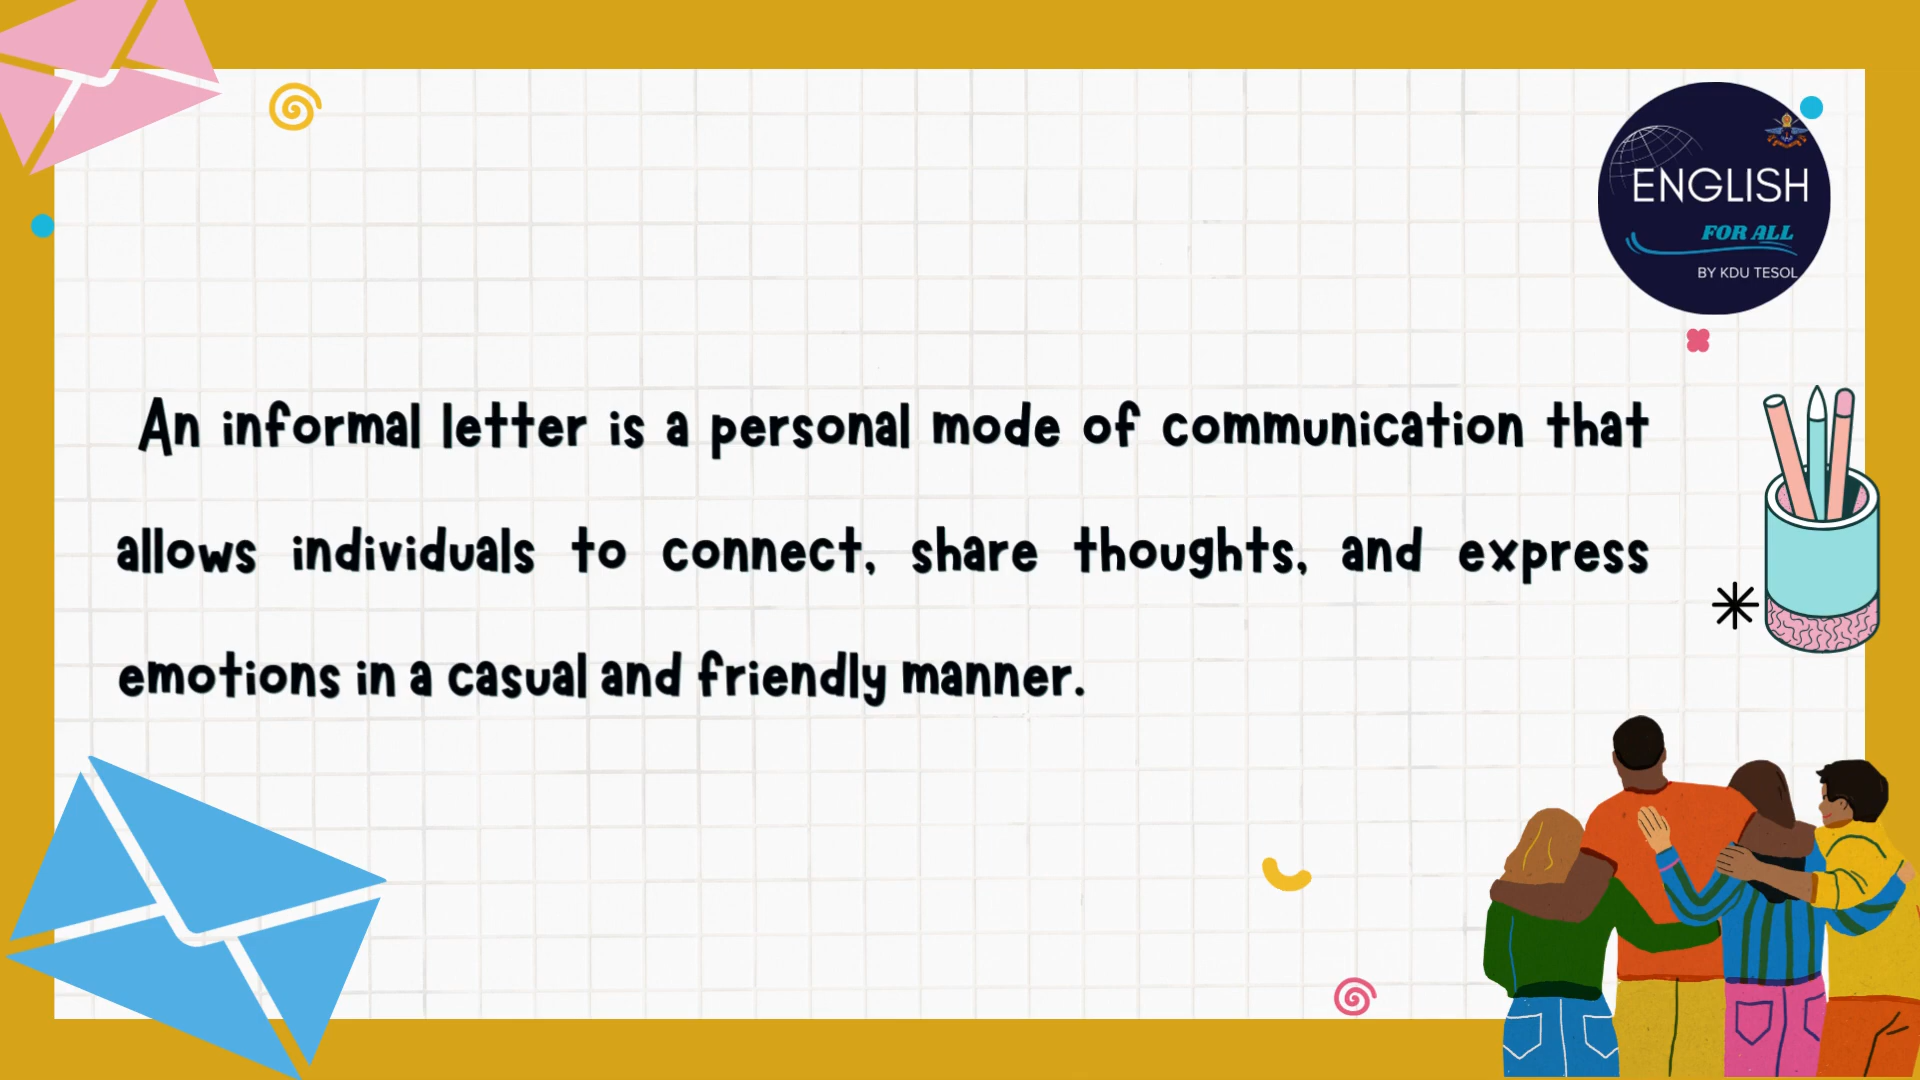 ENGLISH
FOR ALL
BY KDU TESOL
An informal letter is a personal mode of communication that
allows individuals to connect, share thoughts, and express
emotions in a casual and friendly manner.